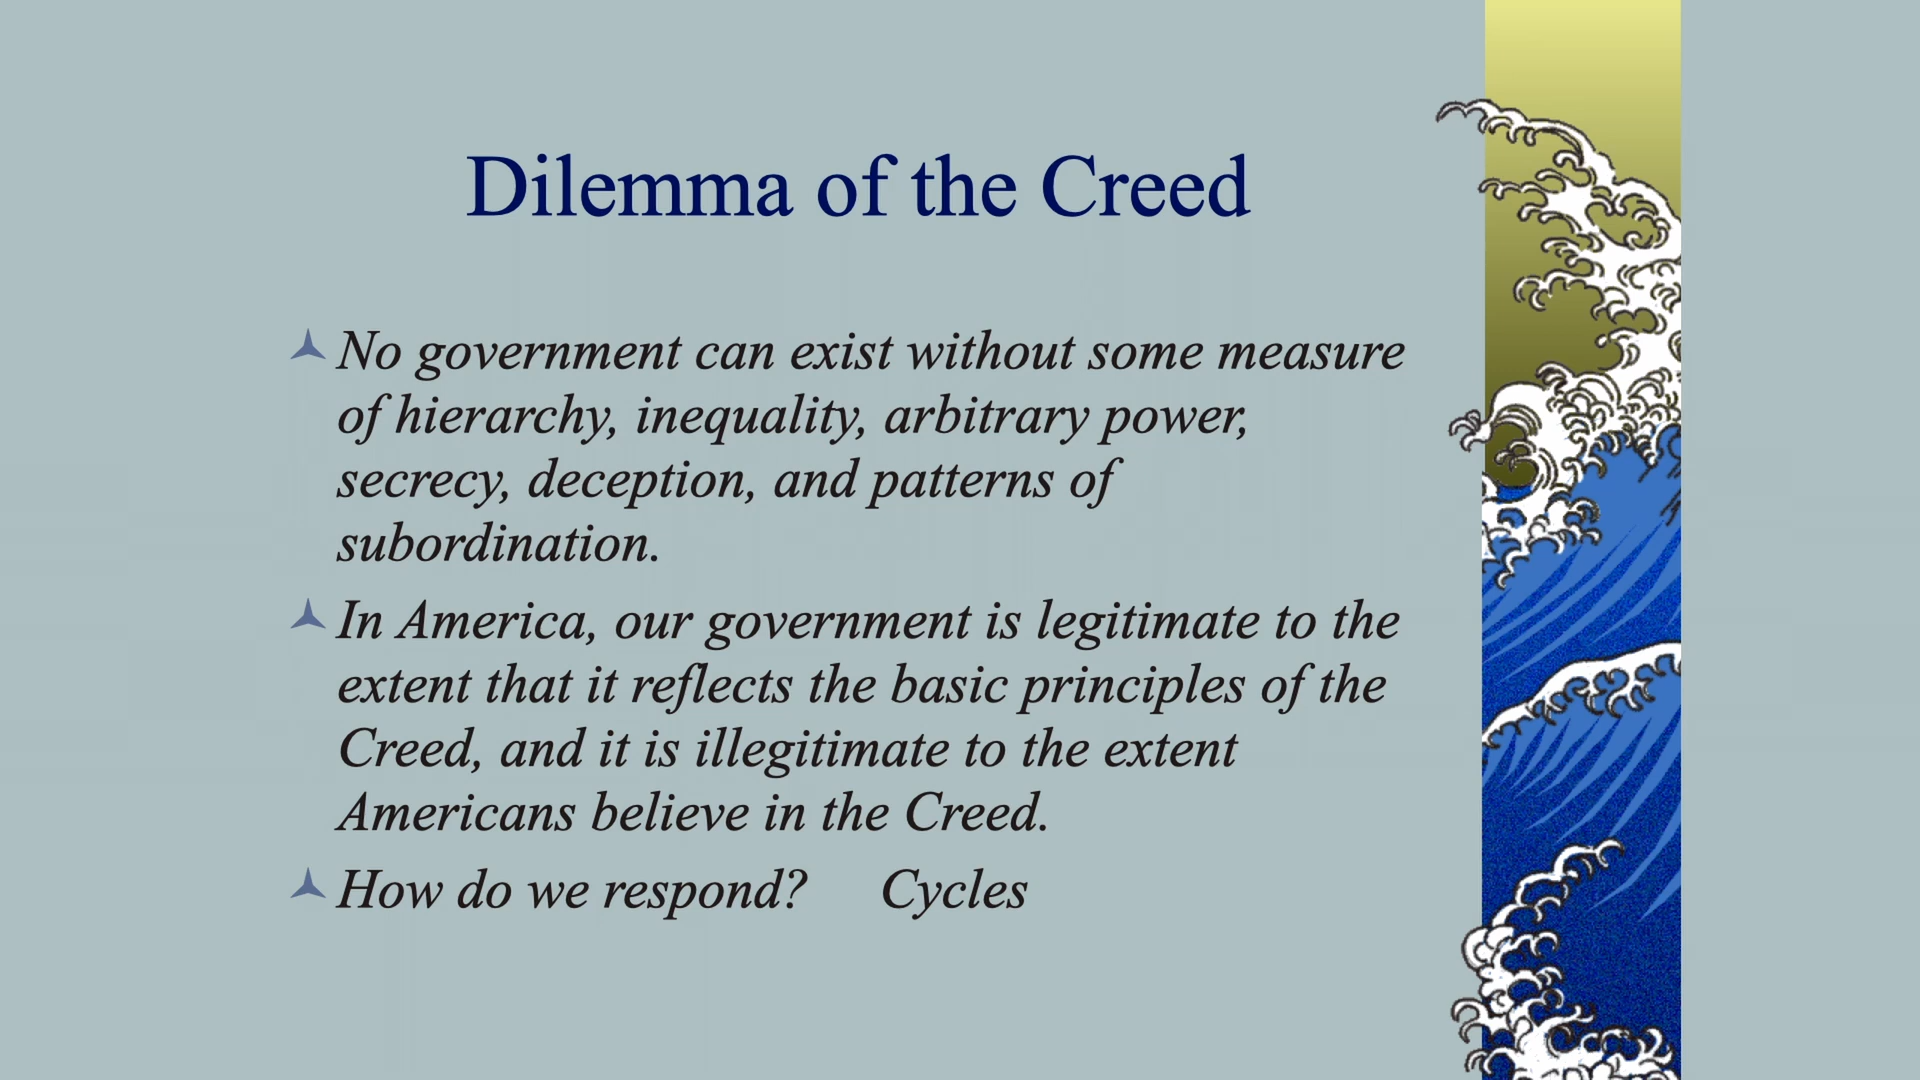 Dilemma of the Creed
No government can exist without some measure
of hierarchy, inequality, arbitrary power,
secrecy, deception, and patterns of
subordination.
In America, our government is legitimate to the
extent that it reflects the basic principles of the
Creed, and it is illegitimate to the extent
Americans believe in the Creed.
How do we respond? Cycles